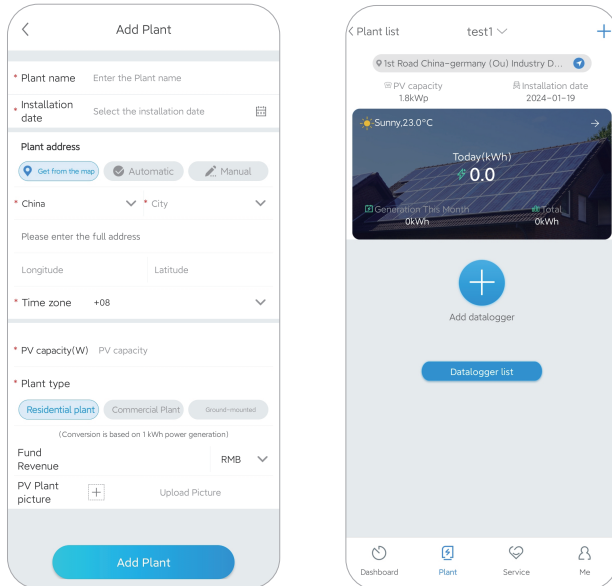 Add Plant
* Plant name Enter the Plant name
* Installation date Select the installation date
Plant address
Get from the map Automatic Manual
* China * City
Please enter the full address
Longitude Latitude
* Time zone +08
* PV capacity(W) PV capacity
* Plant type
Residential plant Commercial Plant Ground-mounted
(Conversion is based on 1 kWh power generation)
Fund Revenue RMB
PV Plant picture Upload Picture
Add Plant
Plant list test1
1st Road China-germany (Ou) Industry D...
PV capacity Installation date
1.8kWp 2024-01-19
Sunny,23.0°C
Today(kWh)
0.0
Generation This Month Total
0kWh 0kWh
Add datalogger
Datalogger list
Dashboard Plant Service Me